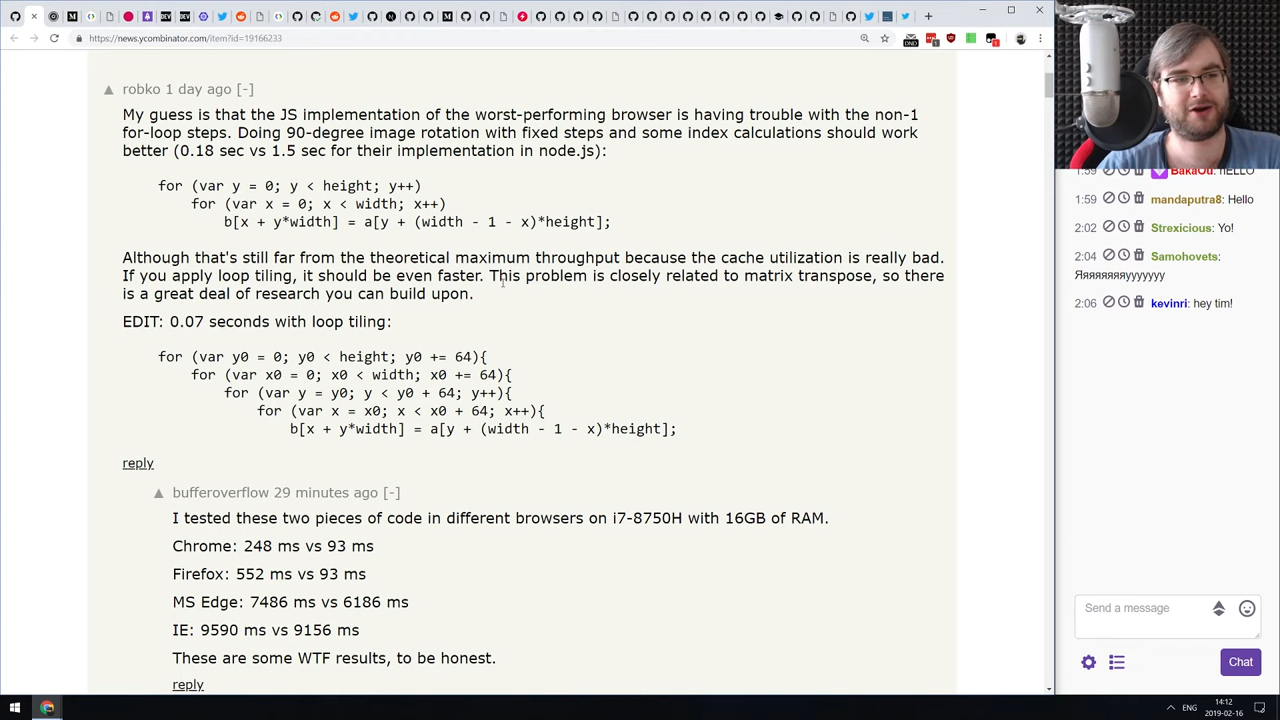 https://news.ycombinator.com/item?id=19166233
DND
robko 1 day ago [-]
My guess is that the JS implementation of the worst-performing browser is having trouble with the non-1
for-loop steps. Doing 90-degree image rotation with fixed steps and some index calculations should work
better (0.18 sec vs 1.5 sec for their implementation in node.js):
for (var y = 0; y < height; y++)
for (var x = 0; x < width; x++)
b[x + y*width] = a[y + (width - 1 - x)*height];
Although that's still far from the theoretical maximum throughput because the cache utilization is really bad.
If you apply loop tiling, it should be even faster. This problem is closely related to matrix transpose, so there
is a great deal of research you can build upon.
EDIT: 0.07 seconds with loop tiling:
for (var y0 = 0; y0 < height; y0 += 64){
for (var x0 = 0; x0 < width; x0 += 64){
for (var y = y0; y < y0 + 64; y++){
for (var x = x0; x < x0 + 64; x++){
b[x + y*width] = a[y + (width - 1 - x)*height];
reply
bufferoverflow 29 minutes ago [-]
I tested these two pieces of code in different browsers on i7-8750H with 16GB of RAM.
Chrome: 248 ms vs 93 ms
Firefox: 552 ms vs 93 ms
MS Edge: 7486 ms vs 6186 ms
IE: 9590 ms vs 9156 ms
These are some WTF results, to be honest.
reply
1:59 BakaOu: hELLO
1:59 mandaputra8: Hello
2:02 Strexicious: Yo!
2:04 Samohovets:
Яяяяяяяяууууууу
2:06 kevinri: hey tim!
Send a message
Chat
ENG
14:12
2019-02-16